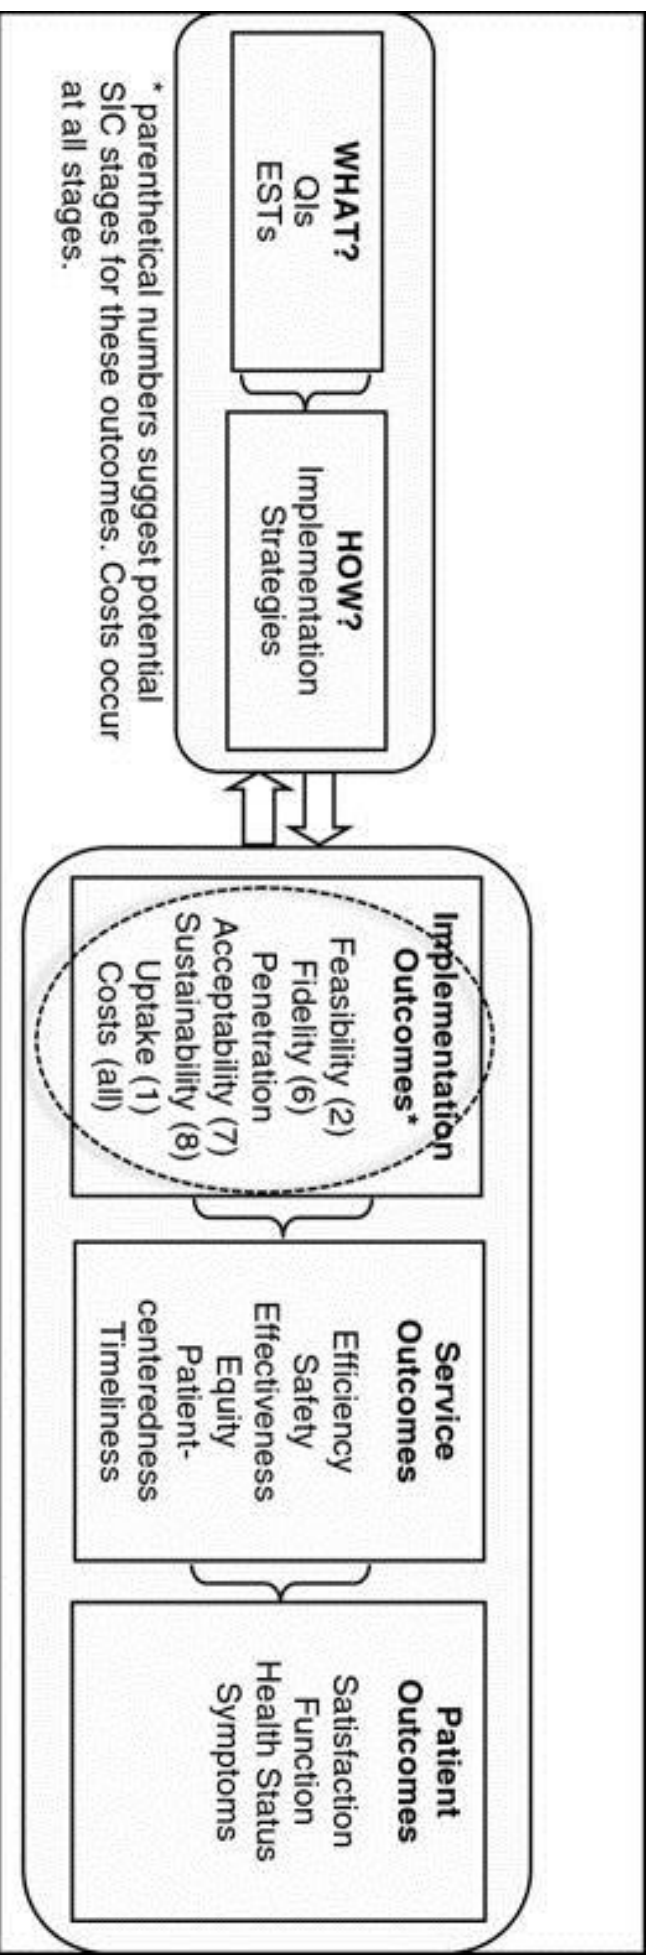 WHAT?
QIs
ESTs
HOW?
Implementation
Strategies
* parenthetical numbers suggest potential
SIC stages for these outcomes. Costs occur
at all stages.
Implementation
Outcomes*
Feasibility (2)
Fidelity (6)
Penetration
Acceptability (7)
Sustainability (8)
Uptake (1)
Costs (all)
Service
Outcomes
Efficiency
Safety
Effectiveness
Equity
Patient-
centeredness
Timeliness
Patient
Outcomes
Satisfaction
Function
Health Status
Symptoms